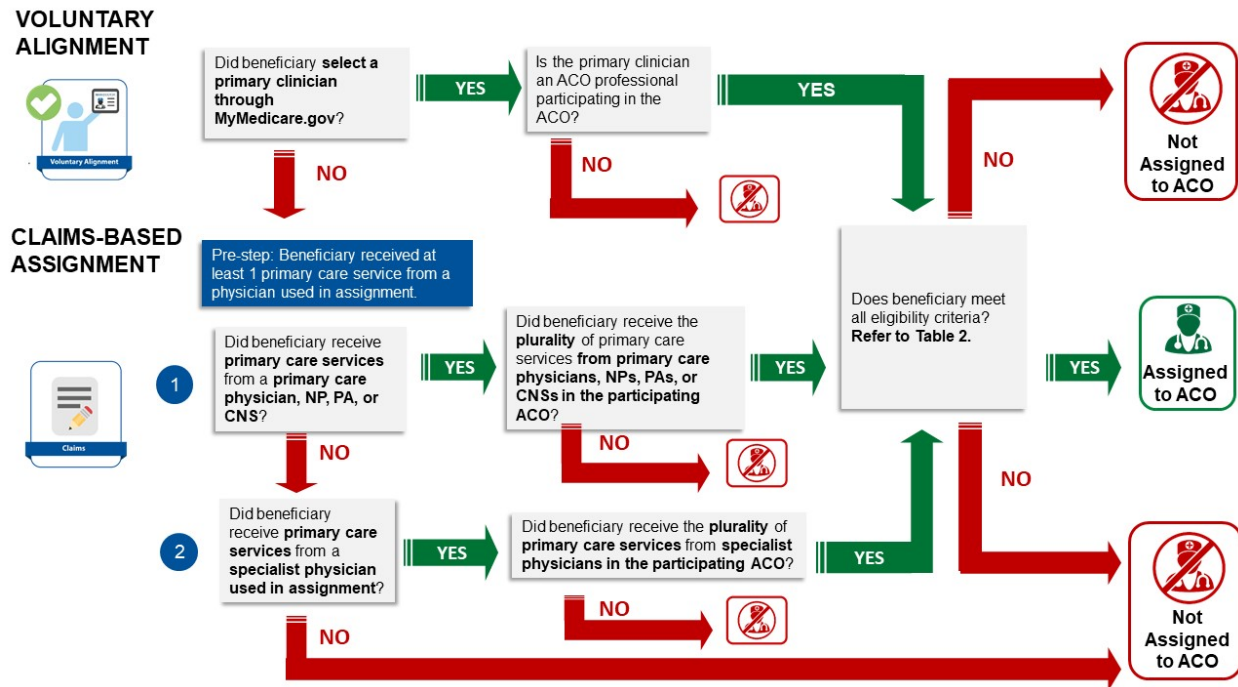 VOLUNTARY
ALIGNMENT
Voluntary Alignment
Did beneficiary select a
primary clinician
through
MyMedicare.gov?
YES
Is the primary clinician
an ACO professional
participating in the
ACO?
YES
NO
NO
NO
Not
Assigned
to ACO
CLAIMS-BASED
ASSIGNMENT
Pre-step: Beneficiary received at
least 1 primary care service from a
physician used in assignment.
Claims
1
Did beneficiary receive
primary care services
from a primary care
physician, NP, PA, or
CNS?
YES
Did beneficiary receive the
plurality of primary care
services from primary care
physicians, NPs, PAs, or
CNSs in the participating
ACO?
YES
Does beneficiary meet
all eligibility criteria?
Refer to Table 2.
YES
Assigned
to ACO
NO
NO
NO
2
Did beneficiary
receive primary care
services from a
specialist physician
used in assignment?
YES
Did beneficiary receive the plurality of
primary care services from specialist
physicians in the participating ACO?
YES
NO
NO
Not
Assigned
to ACO